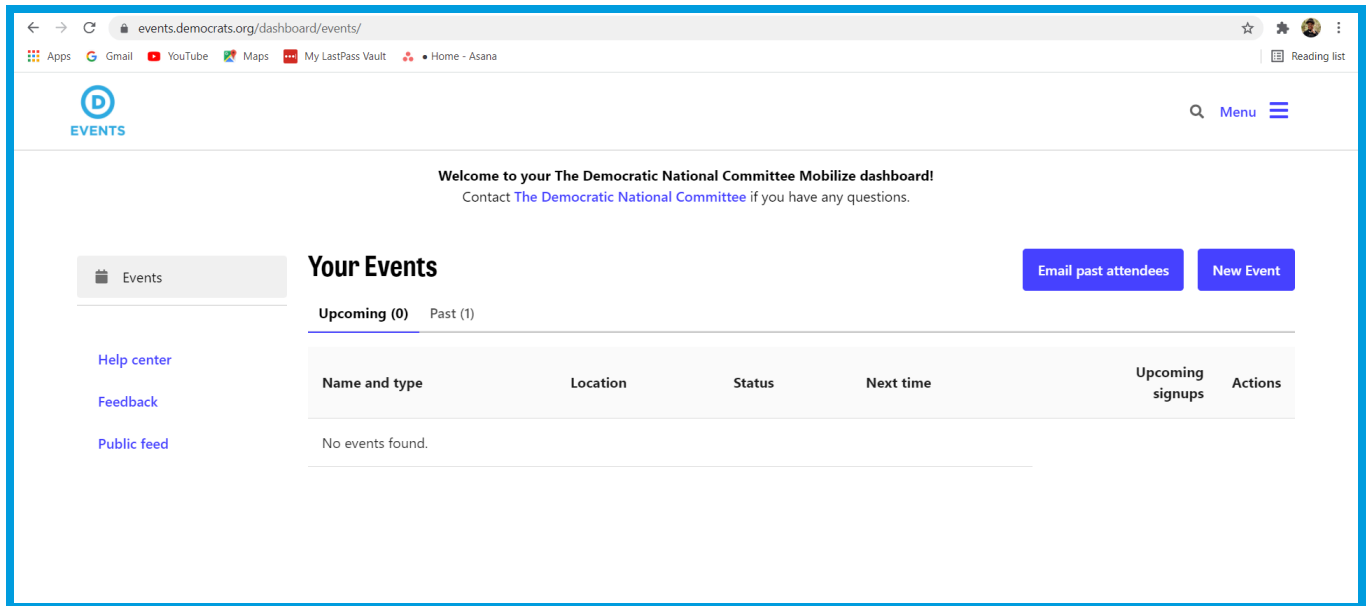 events.democrats.org/dashboard/events/
Apps G Gmail YouTube Maps My LastPass Vault • Home - Asana Reading list
D
EVENTS
Menu
Welcome to your The Democratic National Committee Mobilize dashboard!
Contact The Democratic National Committee if you have any questions.
Events
Your Events
Email past attendees New Event
Upcoming (0) Past (1)
Help center
Feedback
Public feed
Name and type Location Status Next time Upcoming signups Actions
No events found.